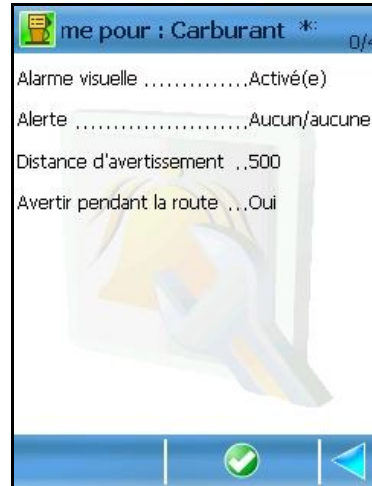 me pour : Carburant *:
0/4
Alarme visuelle ..............Activé(e)
Alerte ........................Aucun/aucune
Distance d'avertissement ..500
Avertir pendant la route ...Oui